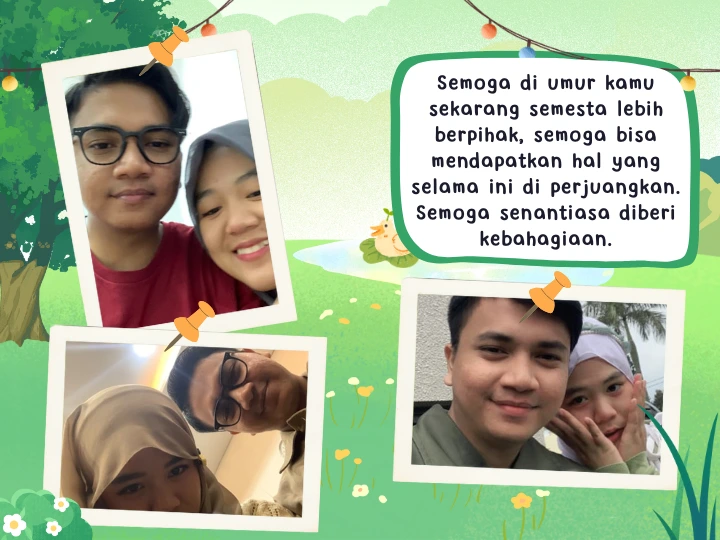 Semoga di umur kamu
sekarang semesta lebih
berpihak, semoga bisa
mendapatkan hal yang
selama ini di perjuangkan.
Semoga senantiasa diberi
kebahagiaan.